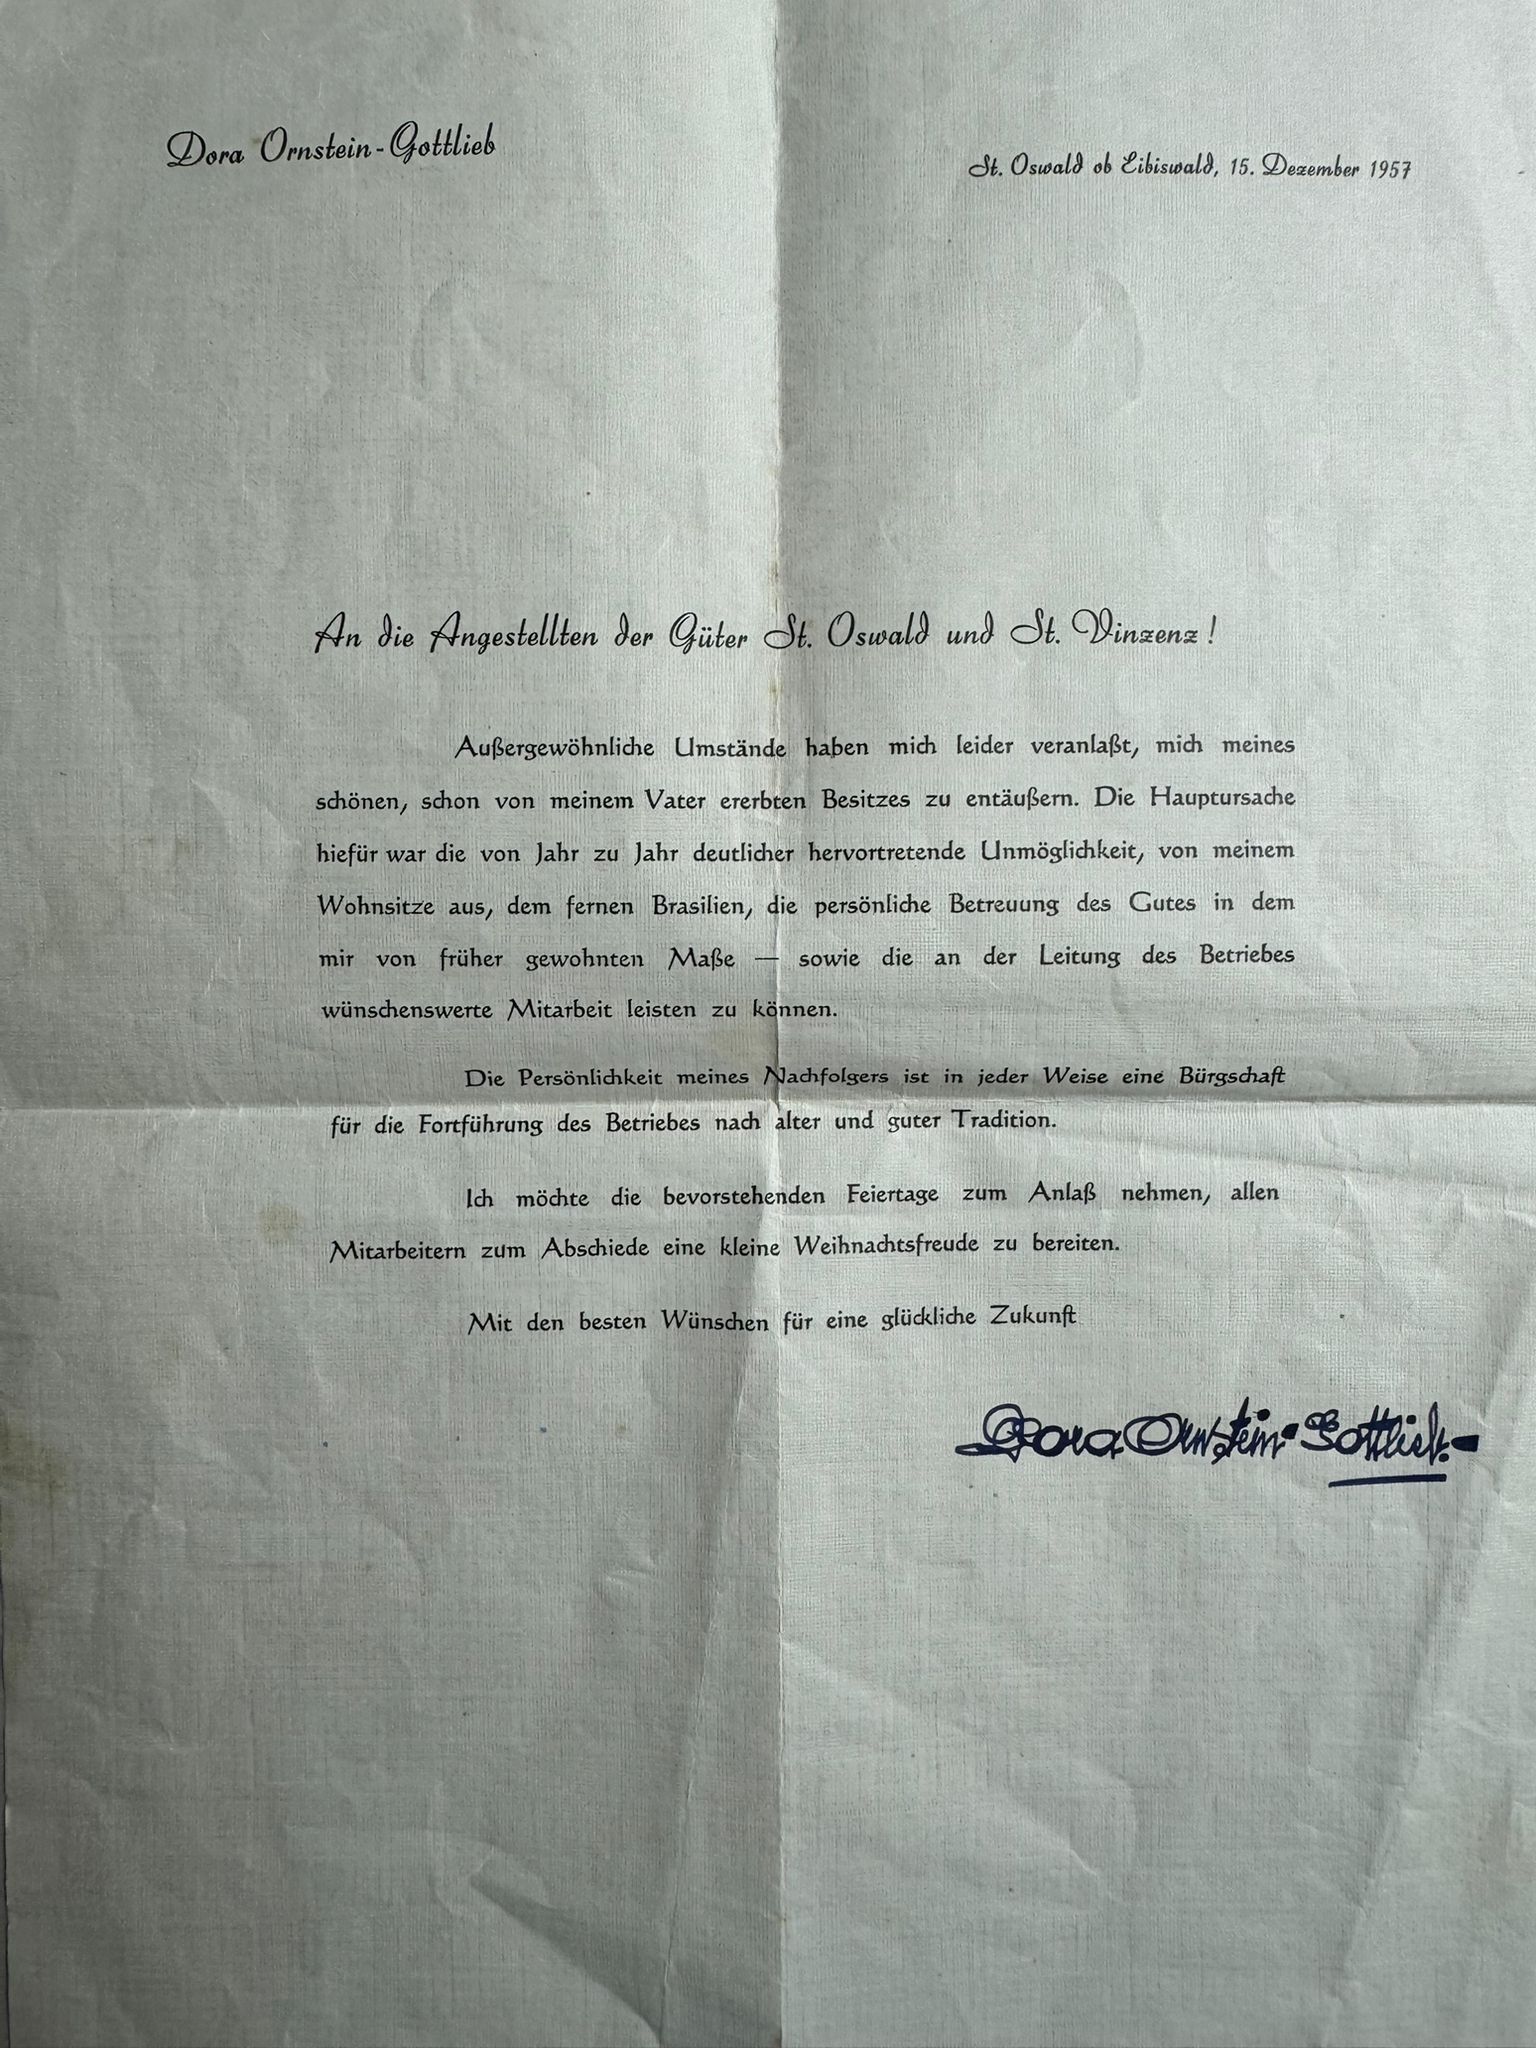 Dora Ornstein-Gottlieb
St. Oswald ob Eibiswald, 15. Dezember 1957
An die Angestellten der Güter St. Oswald und St. Vinzenz!
Außergewöhnliche Umstände haben mich leider veranlaßt, mich meines
schönen, schon von meinem Vater ererbten Besitzes zu entäußern. Die Hauptursache
hiefür war die von Jahr zu Jahr deutlicher hervortretende Unmöglichkeit, von meinem
Wohnsitze aus, dem fernen Brasilien, die persönliche Betreuung des Gutes in dem
mir von früher gewohnten Maße — sowie die an der Leitung des Betriebes
wünschenswerte Mitarbeit leisten zu können.
Die Persönlichkeit meines Nachfolgers ist in jeder Weise eine Bürgschaft
für die Fortführung des Betriebes nach alter und guter Tradition.
Ich möchte die bevorstehenden Feiertage zum Anlaß nehmen, allen
Mitarbeitern zum Abschiede eine kleine Weihnachtsfreude zu bereiten.
Mit den besten Wünschen für eine glückliche Zukunft
Dora Ornstein-Gottlieb.-